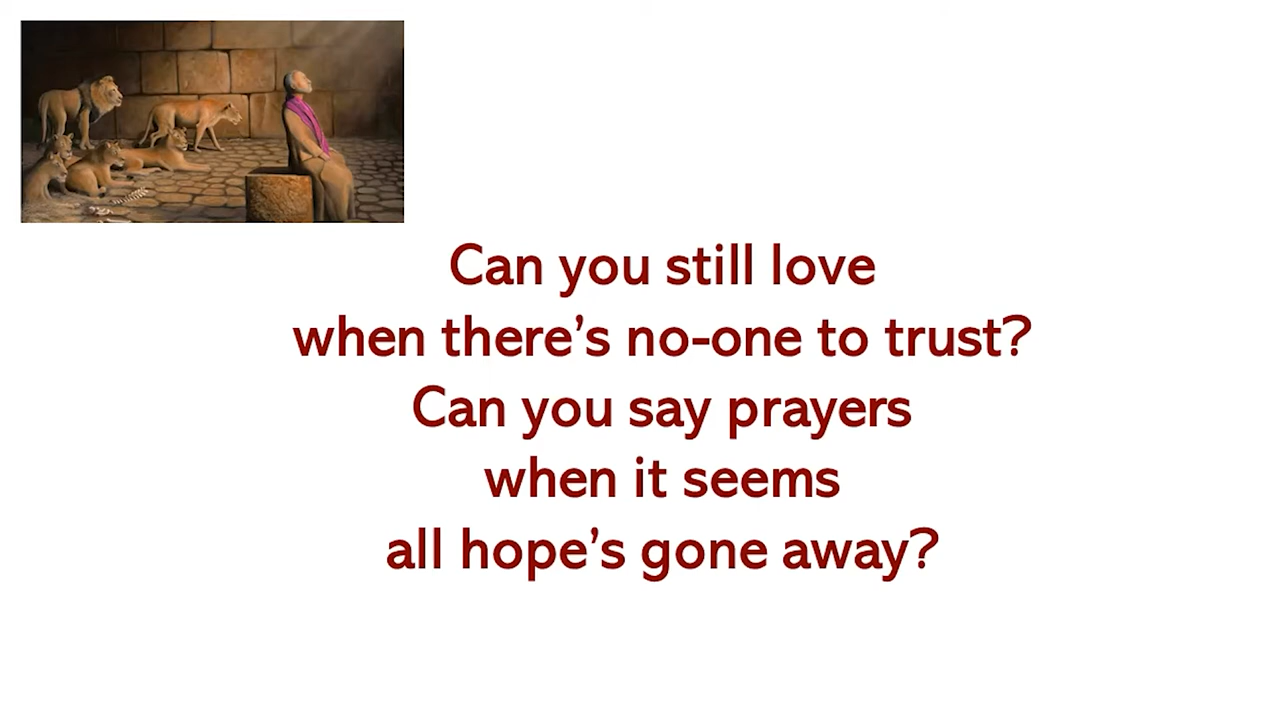 Can you still love
when there’s no-one to trust?
Can you say prayers
when it seems
all hope’s gone away?